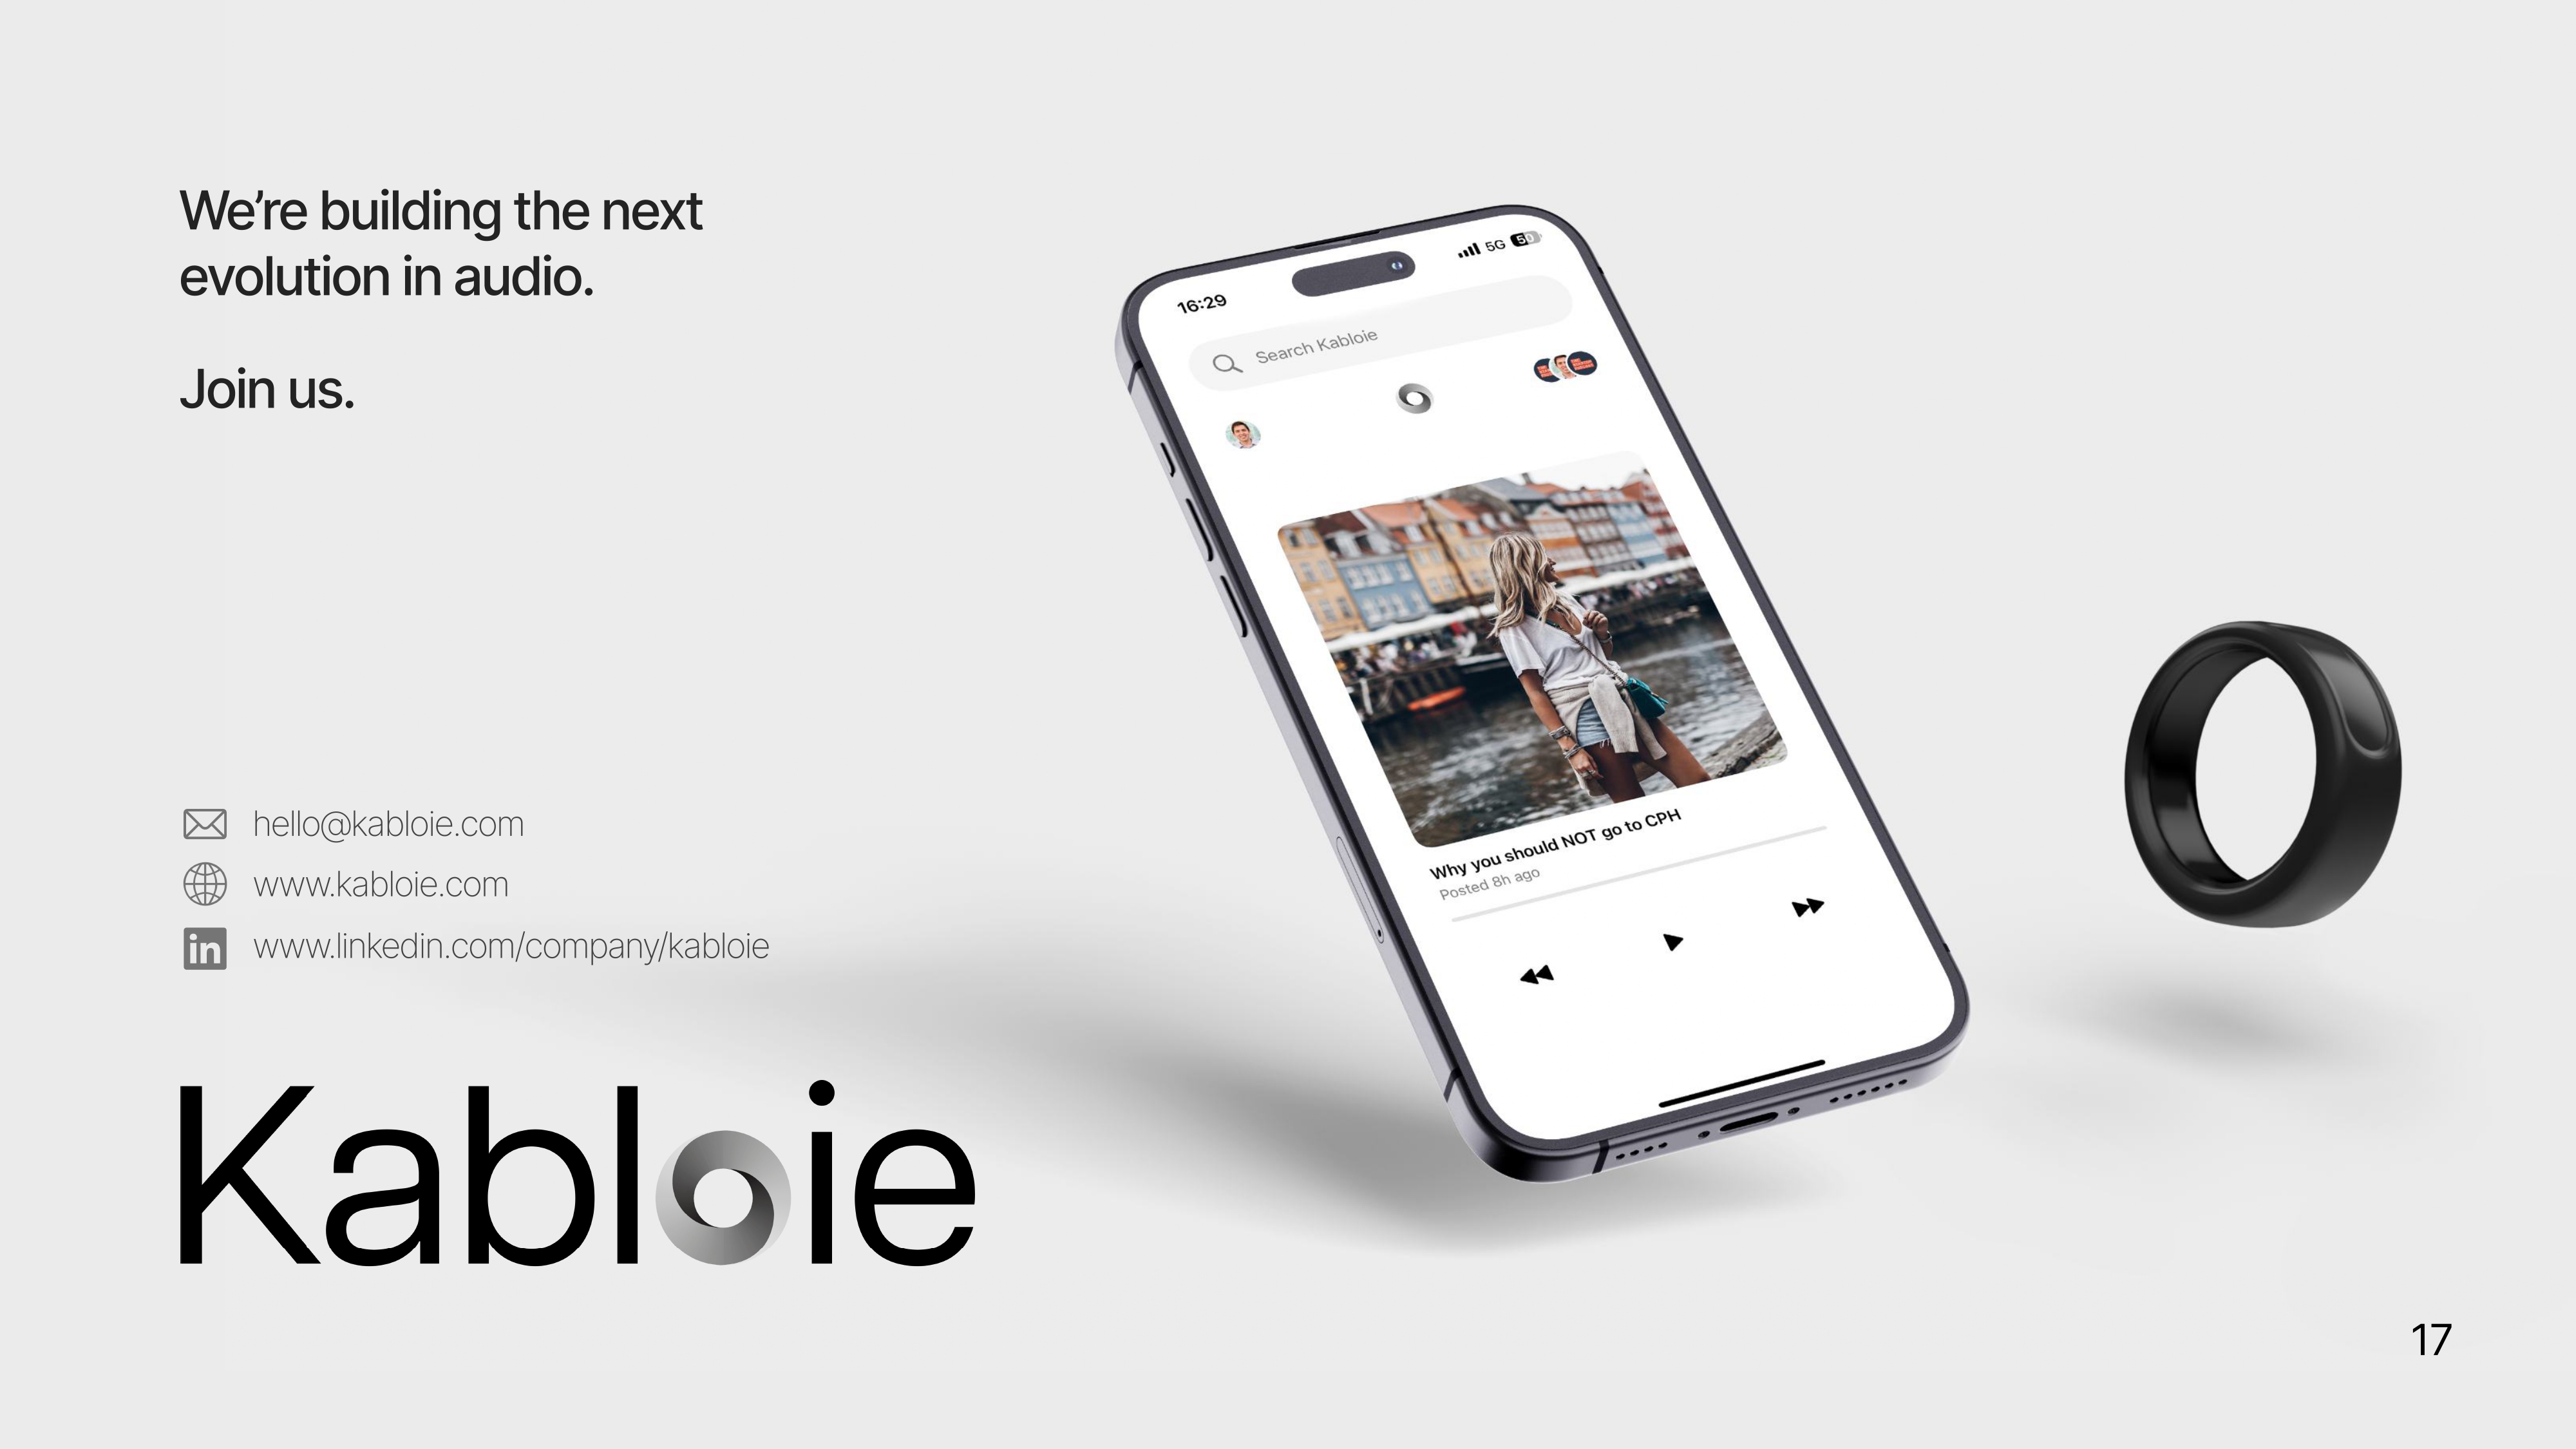 We're building the next
evolution in audio.
Join us.
hello@kabloie.com
www.kabloie.com
in www.linkedin.com/company/kabloie
Kabloie
16:29
5G 50
Search Kabloie
Why you should NOT go to CPH
Posted 8h ago
17